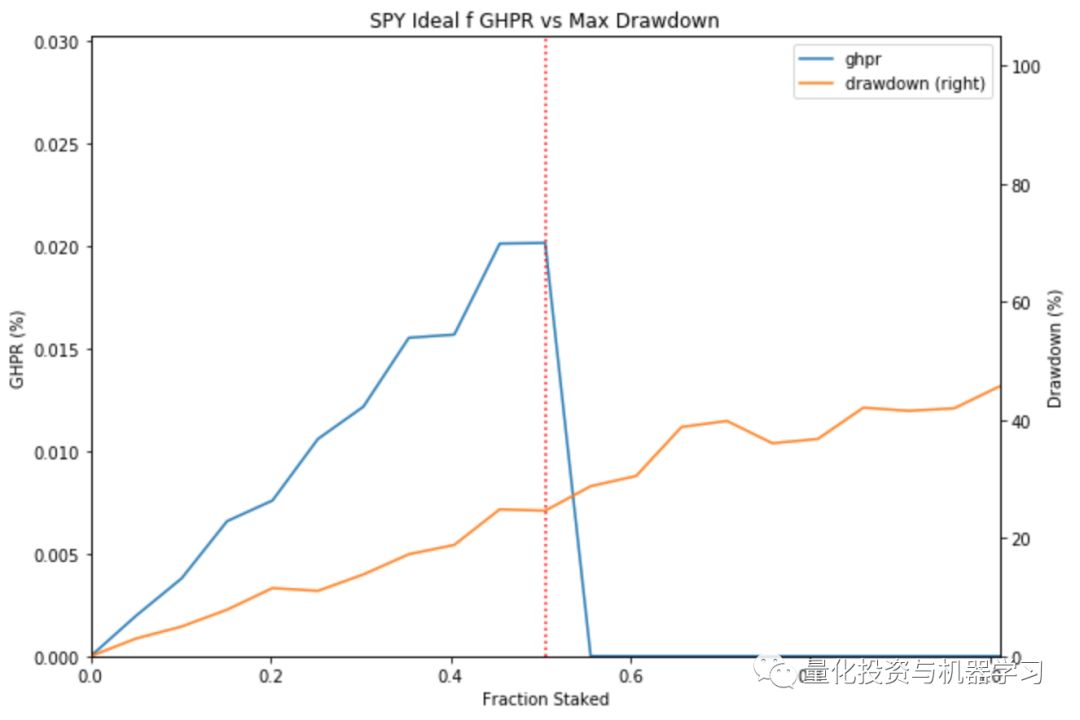 SPY Ideal f GHPR vs Max Drawdown
ghpr
drawdown (right)
0.030
0.025
0.020
0.015
0.010
0.005
0.000
GHPR (%)
100
80
60
40
20
0
Drawdown (%)
0.0
0.2
0.4
0.6
Fraction Staked
量化投资与机器学习